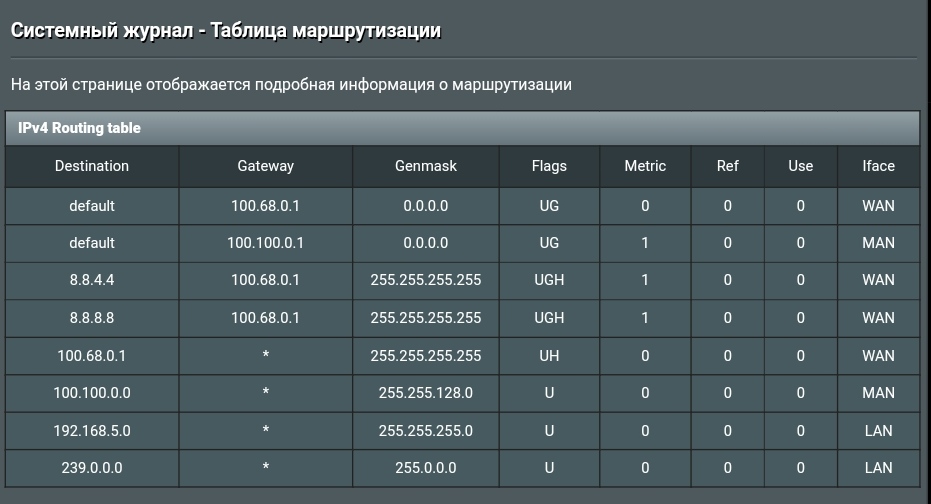 Системный журнал - Таблица маршрутизации
На этой странице отображается подробная информация о маршрутизации
IPv4 Routing table
Destination Gateway Genmask Flags Metric Ref Use Iface
default 100.68.0.1 0.0.0.0 UG 0 0 0 WAN
default 100.100.0.1 0.0.0.0 UG 1 0 0 MAN
8.8.4.4 100.68.0.1 255.255.255.255 UGH 1 0 0 WAN
8.8.8.8 100.68.0.1 255.255.255.255 UGH 1 0 0 WAN
100.68.0.1 * 255.255.255.255 UH 0 0 0 WAN
100.100.0.0 * 255.255.128.0 U 0 0 0 MAN
192.168.5.0 * 255.255.255.0 U 0 0 0 LAN
239.0.0.0 * 255.0.0.0 U 0 0 0 LAN